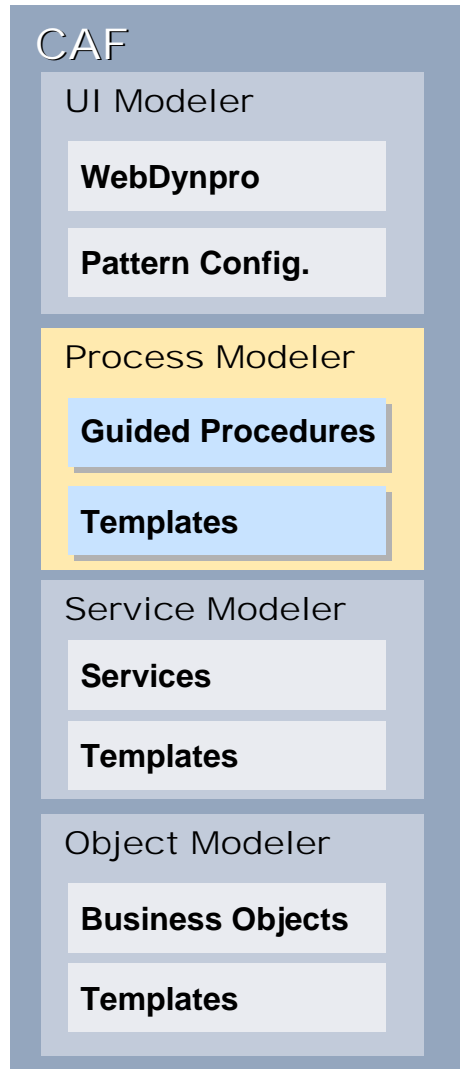 CAF
UI Modeler
WebDynpro
Pattern Config.
Process Modeler
Guided Procedures
Templates
Service Modeler
Services
Templates
Object Modeler
Business Objects
Templates